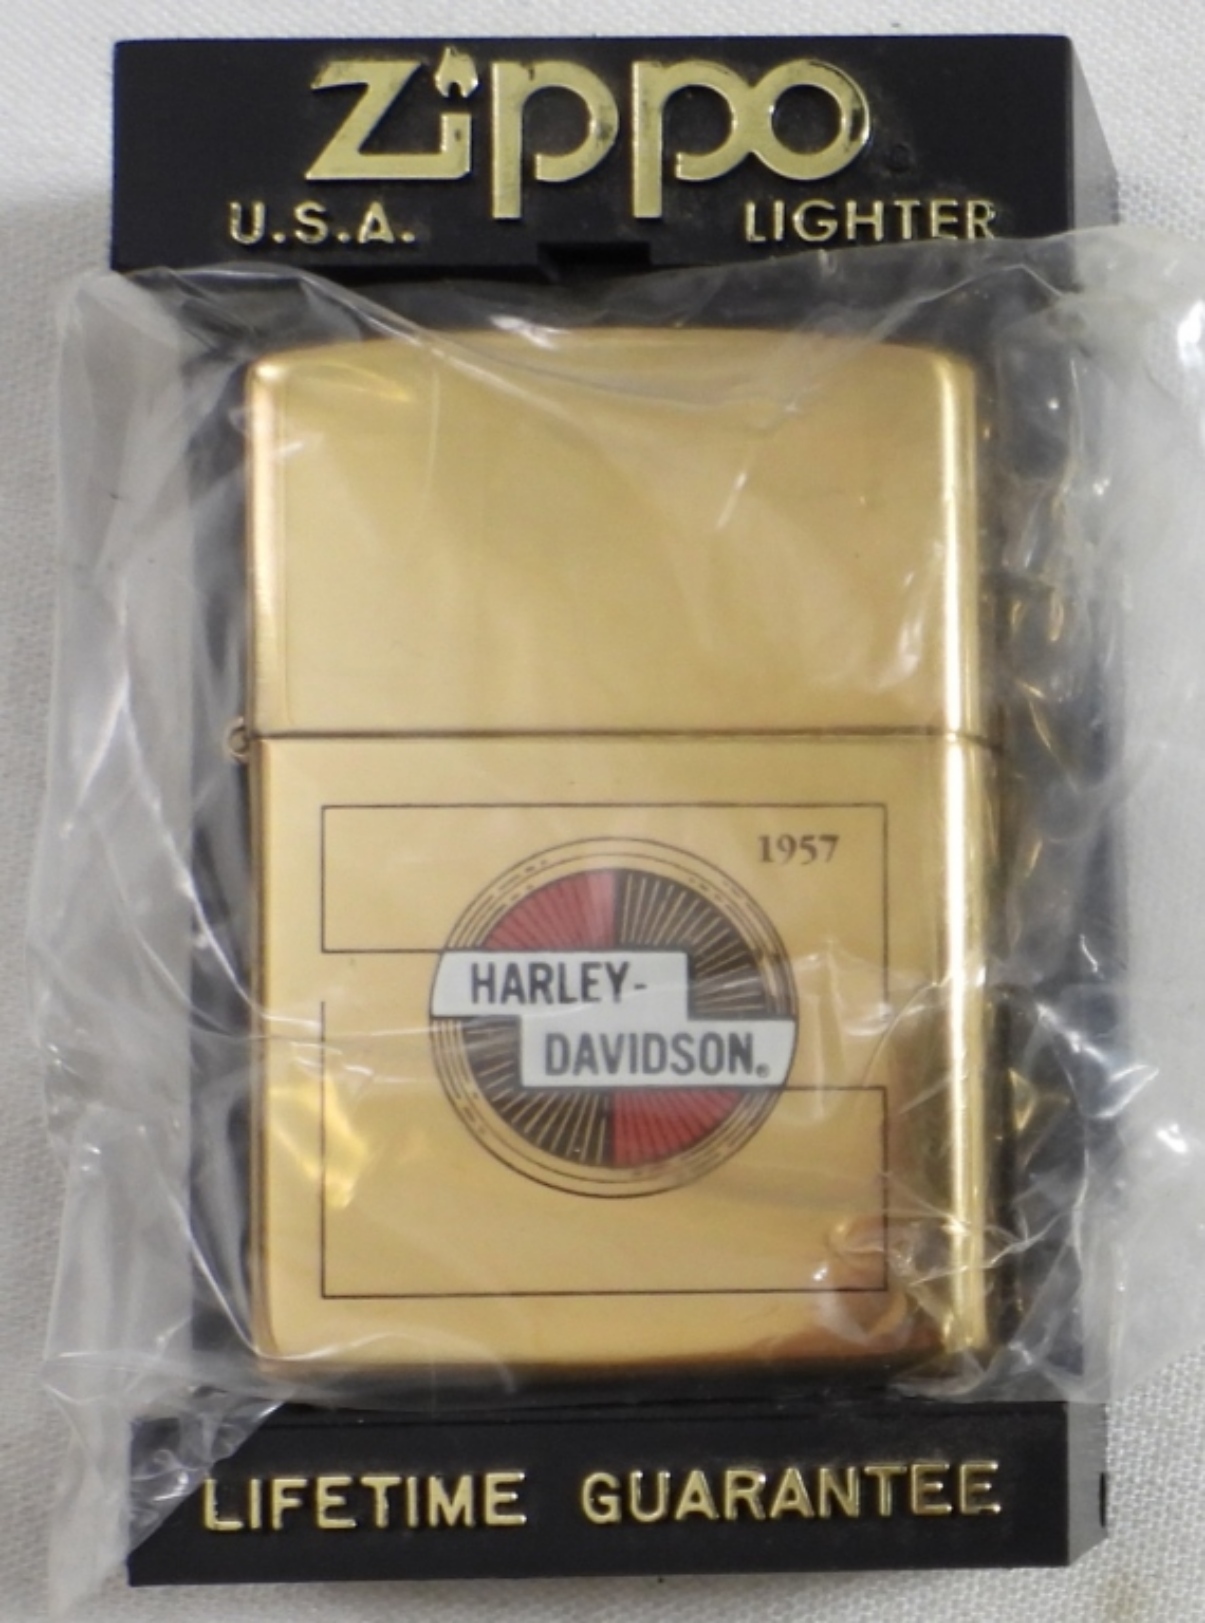 Zippo
U.S.A. LIGHTER
1957
HARLEY-
DAVIDSON®
LIFETIME GUARANTEE